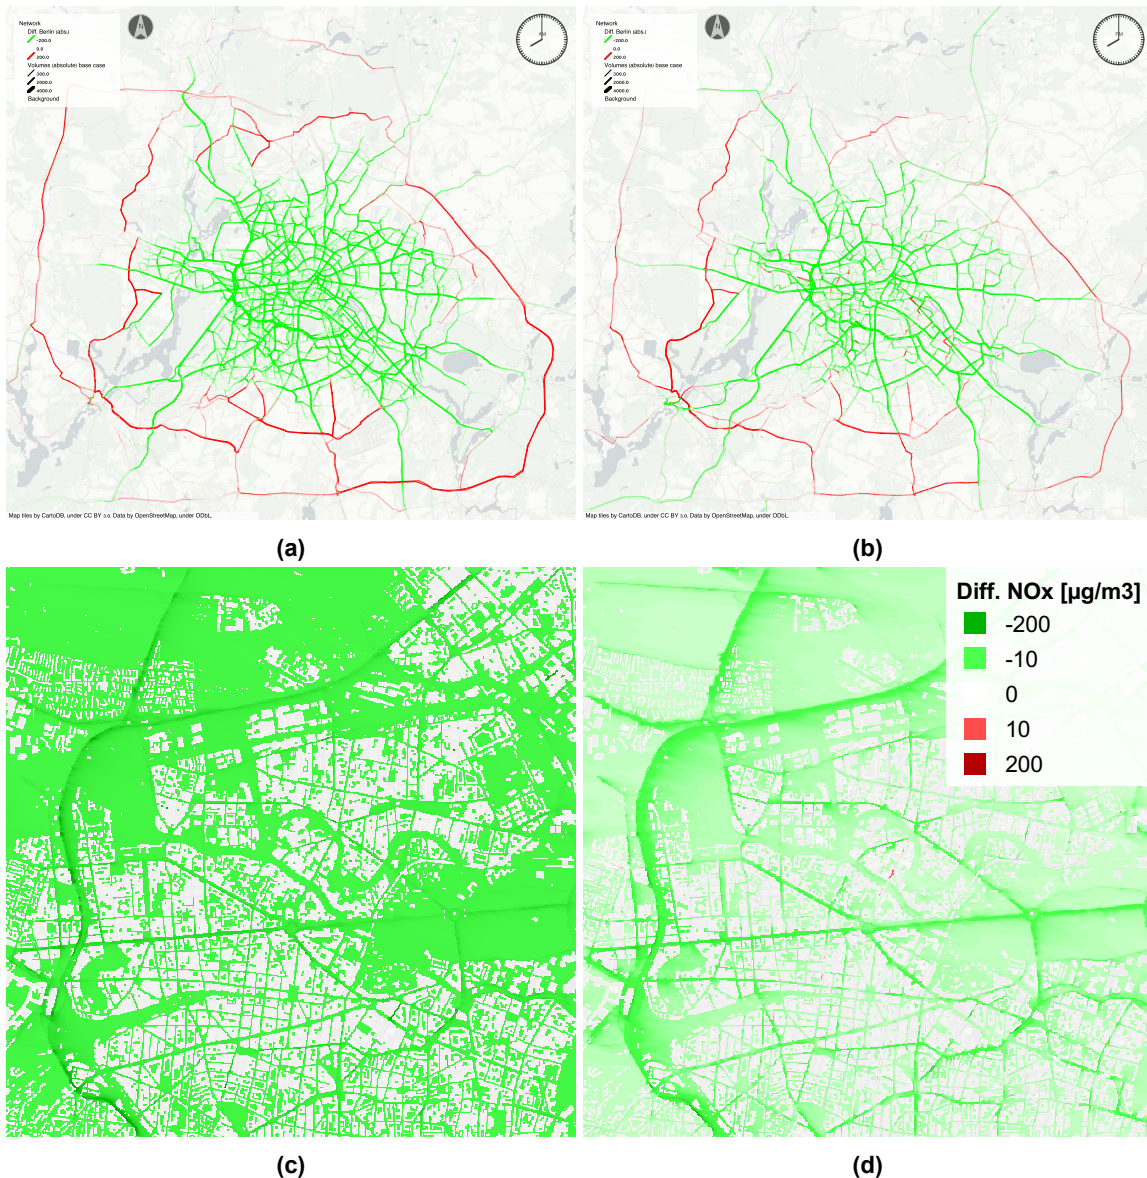 Network
Diff. Berlin (abs.)
-200.0
0.0
200.0
Volumes (absolute) base case
300.0
2000.0
4000.0
Background
N
AM
Map tiles by CartoDB, under CC BY 3.0. Data by OpenStreetMap, under ODbL.
(a)
Network
Diff. Berlin (abs.)
-200.0
0.0
200.0
Volumes (absolute) base case
300.0
2000.0
4000.0
Background
N
PM
Map tiles by CartoDB, under CC BY 3.0. Data by OpenStreetMap, under ODbL.
(b)
(c)
Diff. NOx [µg/m3]
-200
-10
0
10
200
(d)